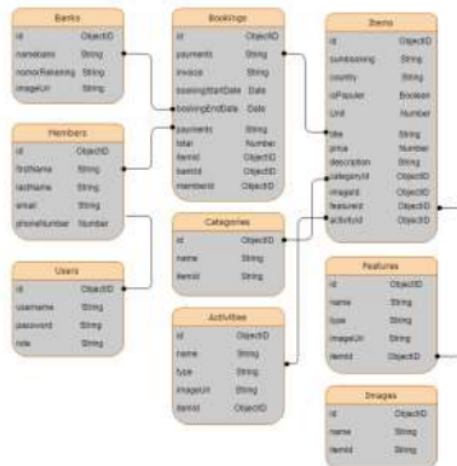 Banks
id ObjectID
namebank String
nomorRekening String
imageUrl String
Members
id ObjectID
firstName String
lastName String
email String
phoneNumber Number
Users
id ObjectID
username String
password String
role String
Bookings
id ObjectID
payments String
invoice String
bookingStartDate Date
bookingEndDate Date
payments String
total Number
itemId ObjectID
bankId ObjectID
memberId ObjectID
Categories
id ObjectID
name String
itemId String
Activities
id ObjectID
name String
type String
imageUrl String
itemId ObjectID
Items
id ObjectID
sumbooking String
country String
isPopuler Boolean
Unit Number
title String
price Number
description String
categoryId ObjectID
imageId ObjectID
featureId ObjectID
activityId ObjectID
Features
id ObjectID
name String
type String
imageUrl String
itemId ObjectID
Images
id ObjectID
name String
itemId String